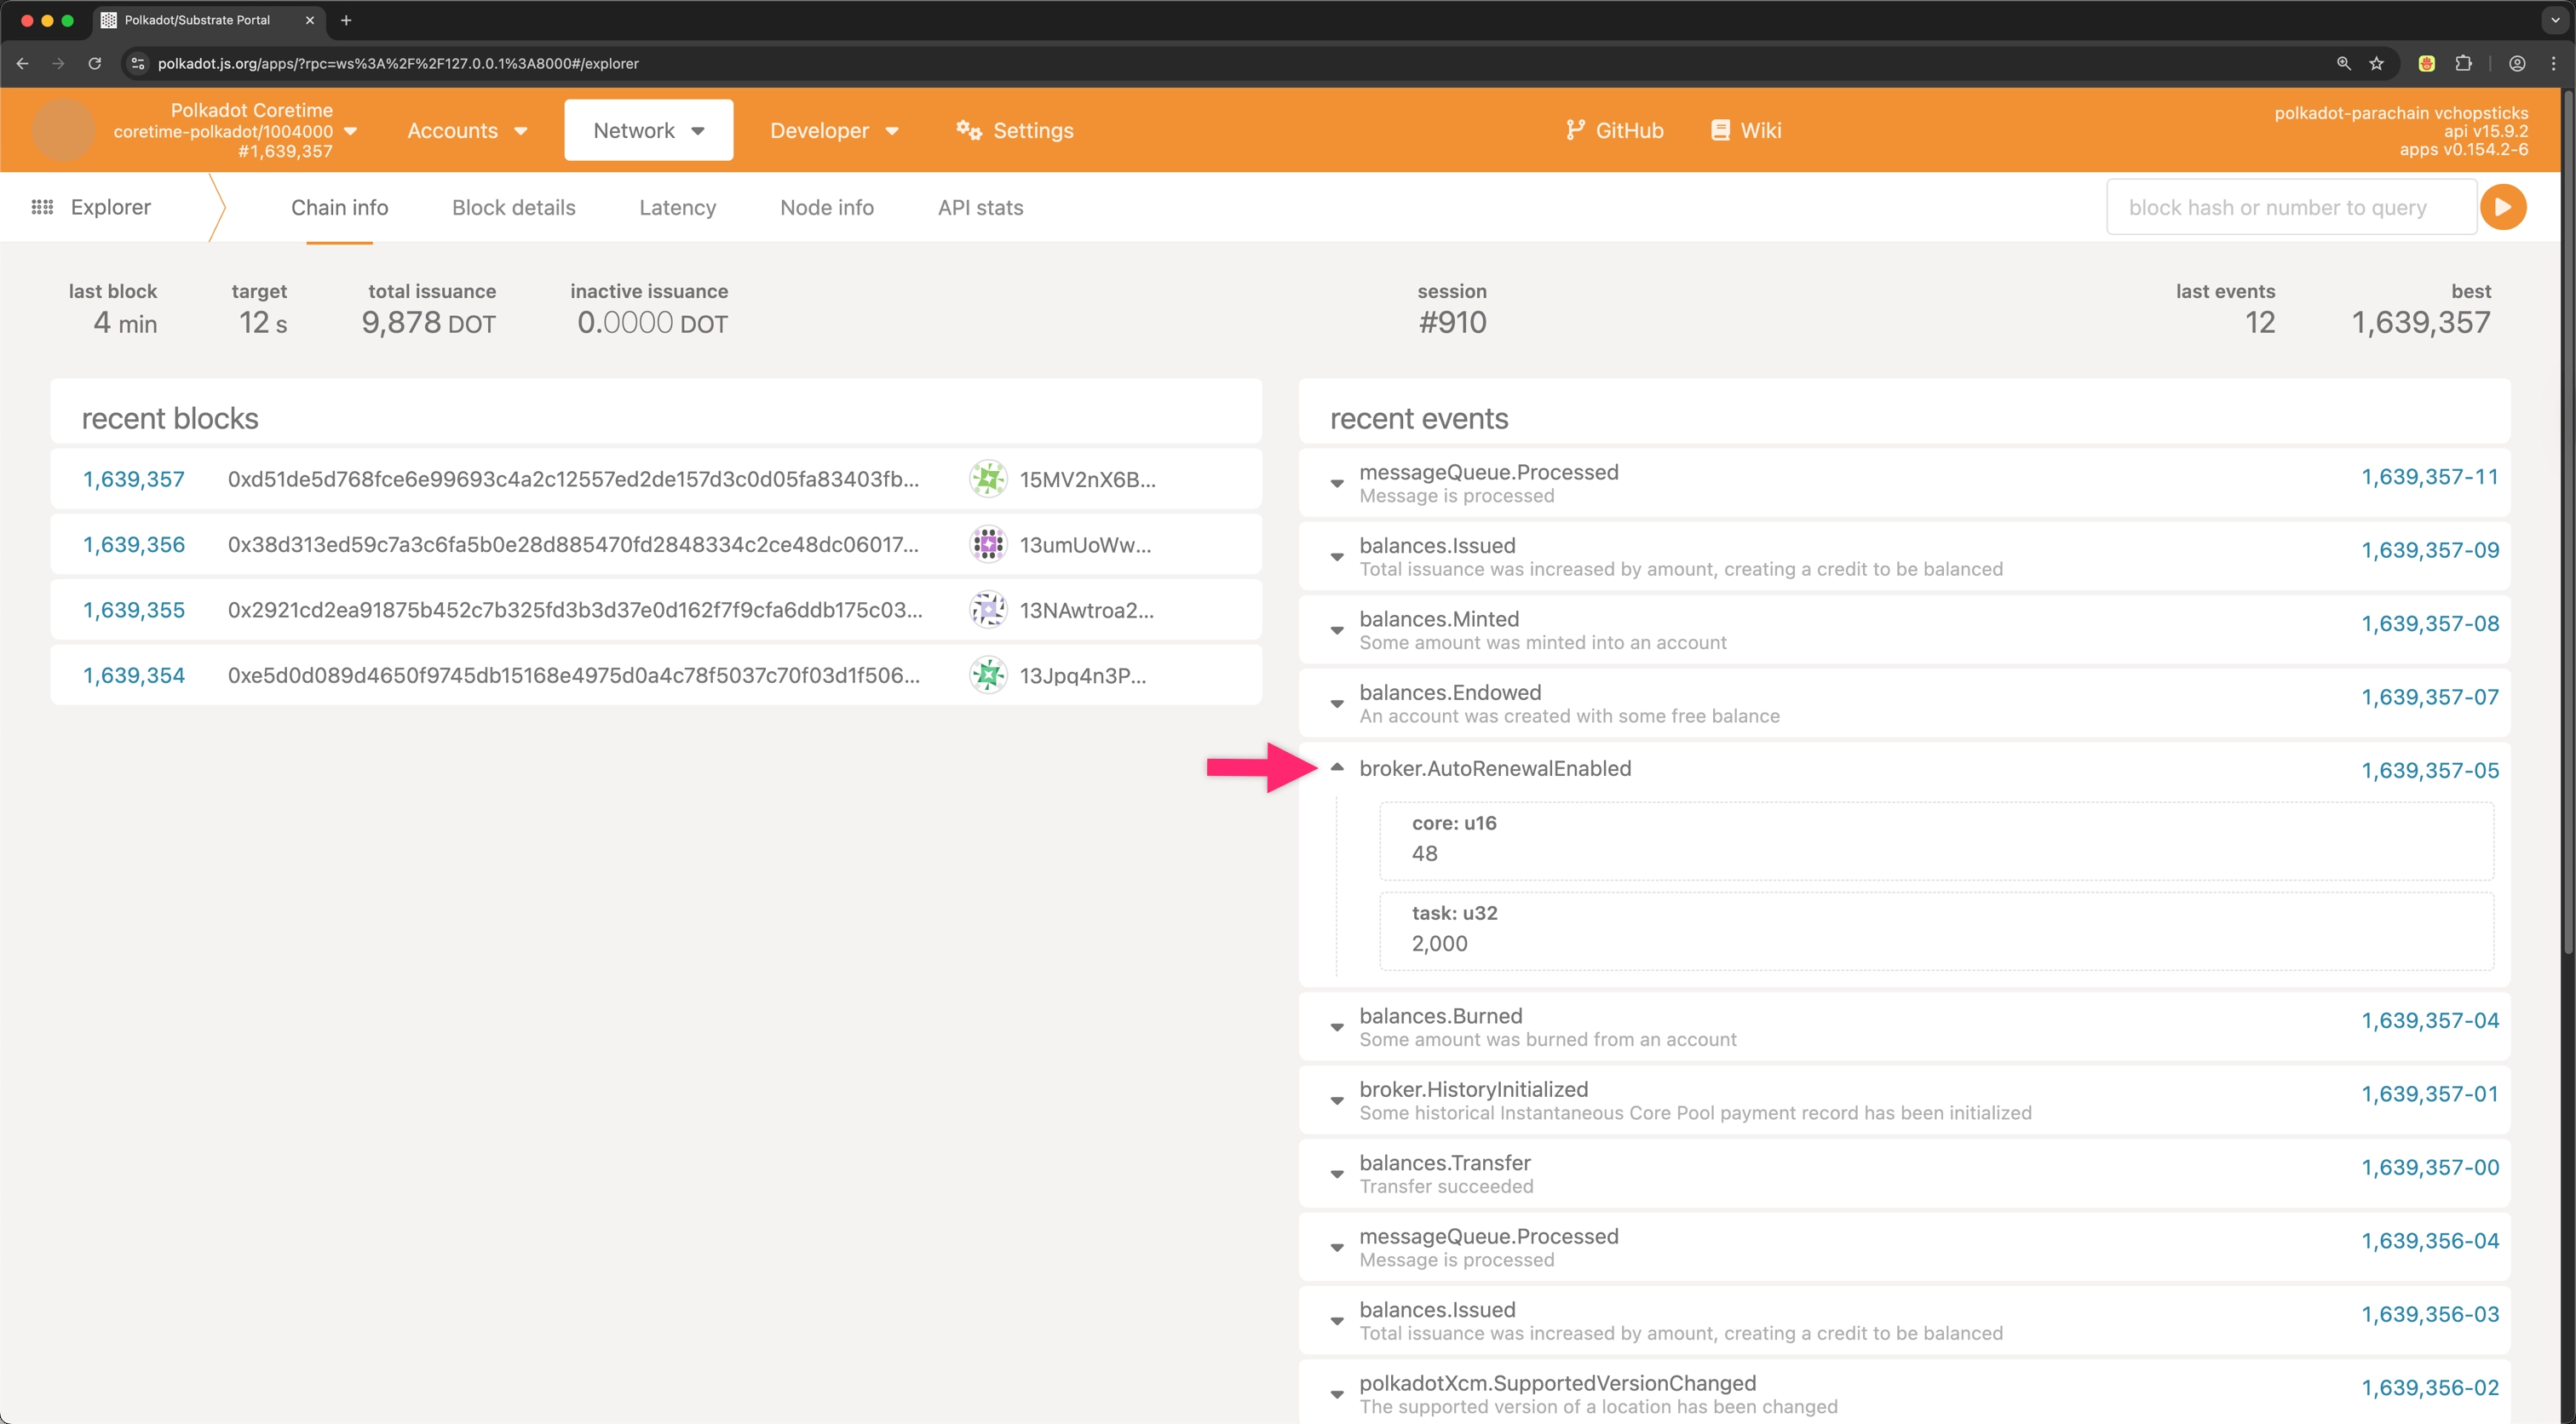 Polkadot/Substrate Portal
polkadot.js.org/apps/?rpc=ws%3A%2F%2F127.0.0.1%3A8000#/explorer
Polkadot Coretime
coretime-polkadot/1004000
#1,639,357
Accounts
Network
Developer
Settings
GitHub
Wiki
polkadot-parachain vchopsticks
api v15.9.2
apps v0.154.2-6
Explorer
Chain info
Block details
Latency
Node info
API stats
block hash or number to query
last block
4 min
target
12 s
total issuance
9,878 DOT
inactive issuance
0.0000 DOT
session
#910
last events
12
best
1,639,357
recent blocks
1,639,357 0xd51de5d768fce6e99693c4a2c12557ed2de157d3c0d05fa83403fb... 15MV2nX6B...
1,639,356 0x38d313ed59c7a3c6fa5b0e28d885470fd2848334c2ce48dc06017... 13umUoWw...
1,639,355 0x2921cd2ea91875b452c7b325fd3b3d37e0d162f7f9cfa6ddb175c03... 13NAwtroa2...
1,639,354 0xe5d0d089d4650f9745db15168e4975d0a4c78f5037c70f03d1f506... 13Jpq4n3P...
recent events
messageQueue.Processed 1,639,357-11
Message is processed
balances.Issued 1,639,357-09
Total issuance was increased by amount, creating a credit to be balanced
balances.Minted 1,639,357-08
Some amount was minted into an account
balances.Endowed 1,639,357-07
An account was created with some free balance
broker.AutoRenewalEnabled 1,639,357-05
core: u16
48
task: u32
2,000
balances.Burned 1,639,357-04
Some amount was burned from an account
broker.HistoryInitialized 1,639,357-01
Some historical Instantaneous Core Pool payment record has been initialized
balances.Transfer 1,639,357-00
Transfer succeeded
messageQueue.Processed 1,639,356-04
Message is processed
balances.Issued 1,639,356-03
Total issuance was increased by amount, creating a credit to be balanced
polkadotXcm.SupportedVersionChanged 1,639,356-02
The supported version of a location has been changed